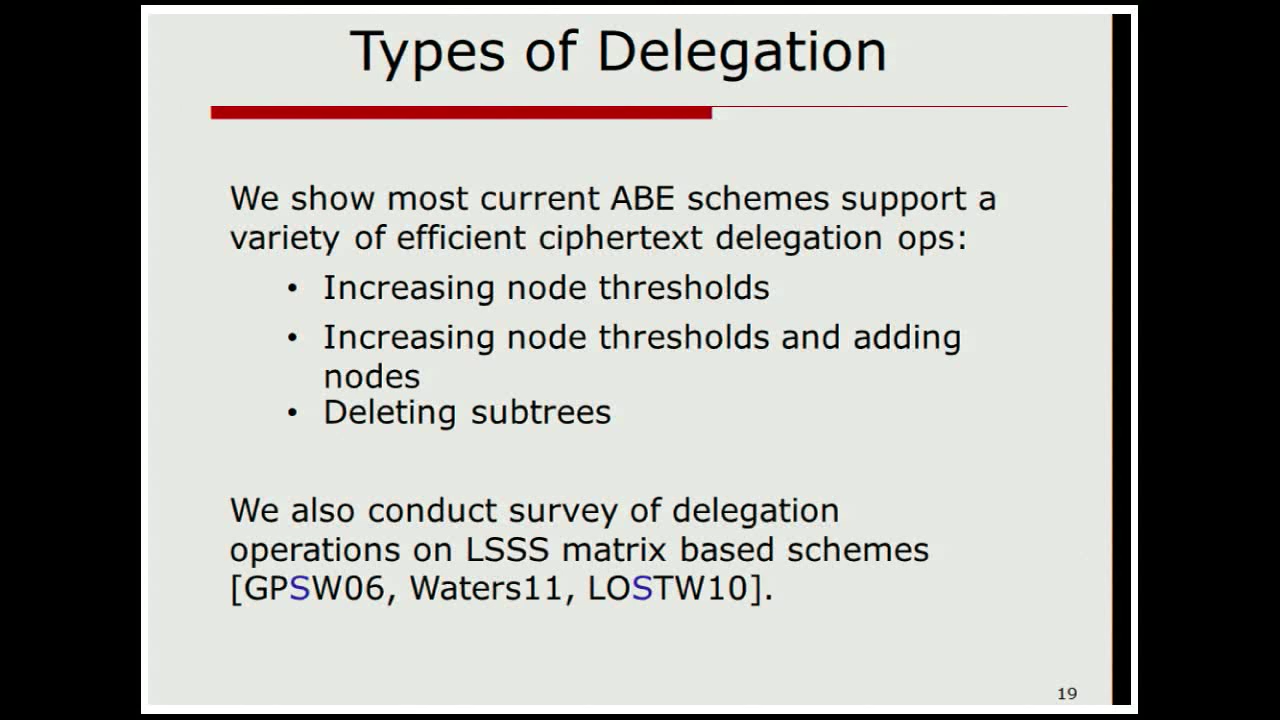 Types of Delegation
We show most current ABE schemes support a
variety of efficient ciphertext delegation ops:
• Increasing node thresholds
• Increasing node thresholds and adding
nodes
• Deleting subtrees
We also conduct survey of delegation
operations on LSSS matrix based schemes
[GPSW06, Waters11, LOSTW10].
19